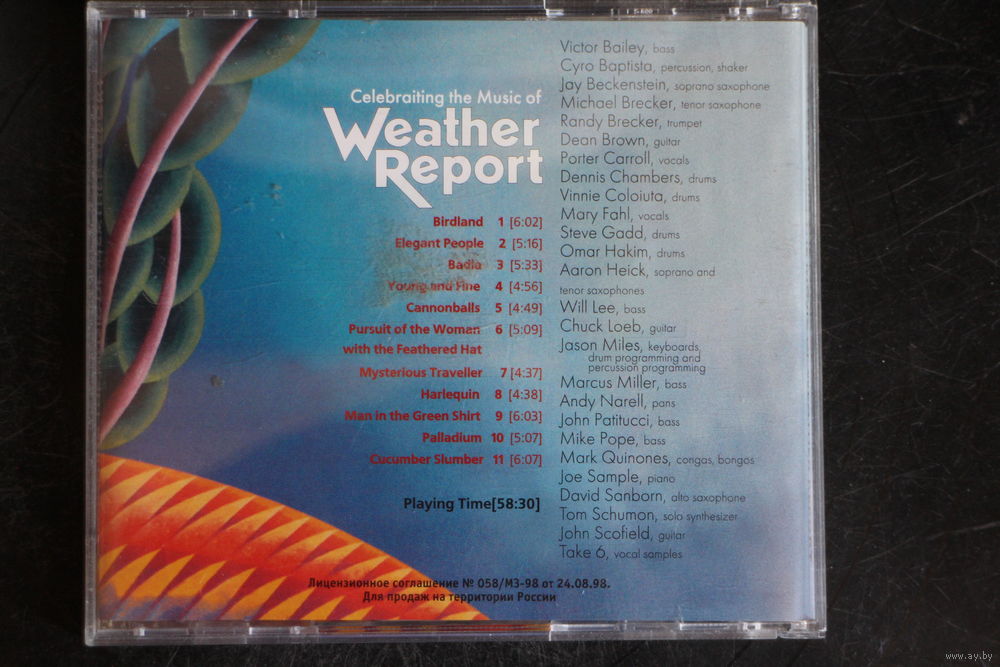 Celebraiting the Music of
Weather
Report
Birdland 1 [6:02]
Elegant People 2 [5:16]
Badia 3 [5:33]
Young and Fine 4 [4:56]
Cannonballs 5 [4:49]
Pursuit of the Woman 6 [5:09]
with the Feathered Hat
Mysterious Traveller 7 [4:37]
Harlequin 8 [4:38]
Man in the Green Shirt 9 [6:03]
Palladium 10 [5:07]
Cucumber Slumber 11 [6:07]
Playing Time[58:30]
Victor Bailey, bass
Cyro Baptista, percussion, shaker
Jay Beckenstein, soprano saxophone
Michael Brecker, tenor saxophone
Randy Brecker, trumpet
Dean Brown, guitar
Porter Carroll, vocals
Dennis Chambers, drums
Vinnie Coloiuta, drums
Mary Fahl, vocals
Steve Gadd, drums
Omar Hakim, drums
Aaron Heick, soprano and
tenor saxophones
Will Lee, bass
Chuck Loeb, guitar
Jason Miles, keyboards,
drum programming and
percussion programming
Marcus Miller, bass
Andy Narell, pans
John Patitucci, bass
Mike Pope, bass
Mark Quinones, congas, bongos
Joe Sample, piano
David Sanborn, alto saxophone
Tom Schumon, solo synthesizer
John Scofield, guitar
Take 6, vocal samples
Лицензионное соглашение № 058/МЗ-98 от 24.08.98.
Для продаж на территории России
www.ay.by